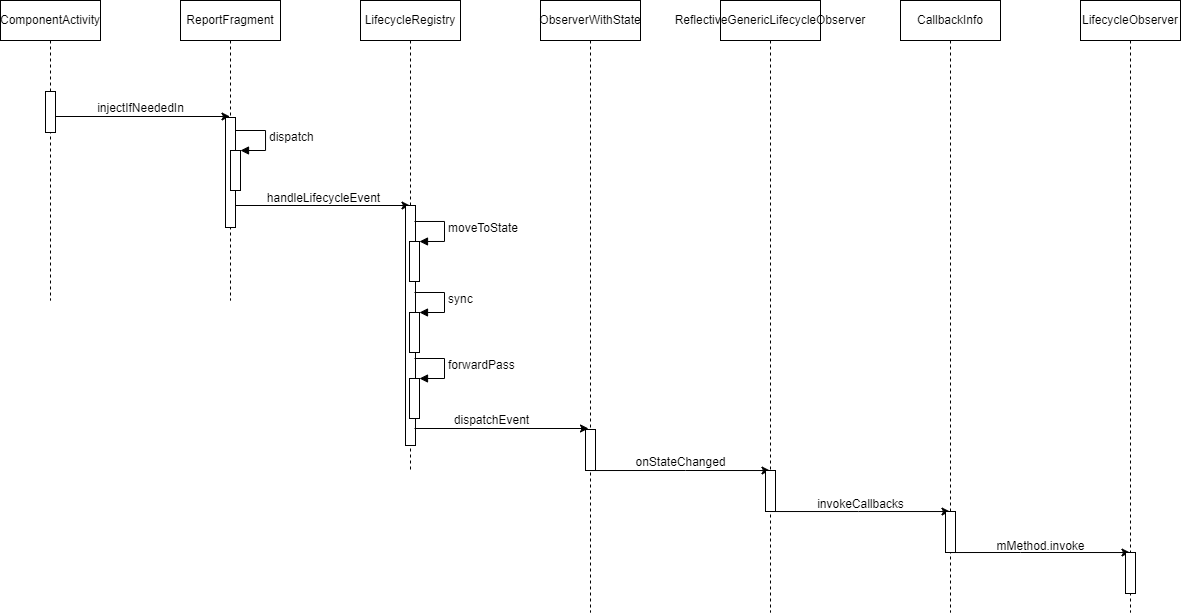 ComponentActivity
ReportFragment
LifecycleRegistry
ObserverWithState
ReflectiveGenericLifecycleObserver
CallbackInfo
LifecycleObserver
injectIfNeededIn
dispatch
handleLifecycleEvent
moveToState
sync
forwardPass
dispatchEvent
onStateChanged
invokeCallbacks
mMethod.invoke